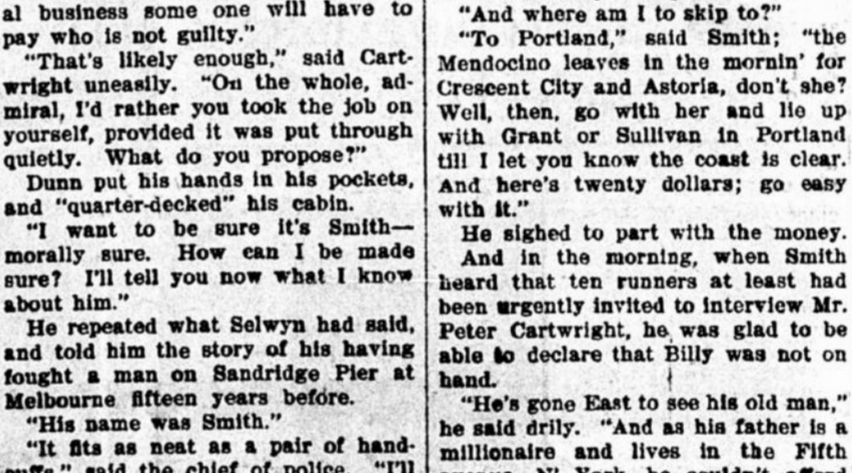 al business some one will have to
pay who is not guilty."
"That's likely enough," said Cart-
wright uneasily. "On the whole, ad-
miral, I'd rather you took the job on
yourself, provided it was put through
quietly. What do you propose?"
Dunn put his hands in his pockets,
and "quarter-decked" his cabin.
"I want to be sure it's Smith—
morally sure. How can I be made
sure? I'll tell you now what I know
about him."
He repeated what Selwyn had said,
and told him the story of his having
fought a man on Sandridge Pier at
Melbourne fifteen years before.
"His name was Smith."
"It fits as neat as a pair of hand-
said the chief of police. "I'll
"And where am I to skip to?"
"To Portland," said Smith; "the
Mendocino leaves in the mornin' for
Crescent City and Astoria, don't she?
Well, then, go with her and lie up
with Grant or Sullivan in Portland
till I let you know the coast is clear.
And here's twenty dollars; go easy
with it."
He sighed to part with the money.
And in the morning, when Smith
heard that ten runners at least had
been urgently invited to interview Mr.
Peter Cartwright, he was glad to be
able to declare that Billy was not on
hand.
"He's gone East to see his old man,"
he said drily. "And as his father is a
millionaire and lives in the Fifth